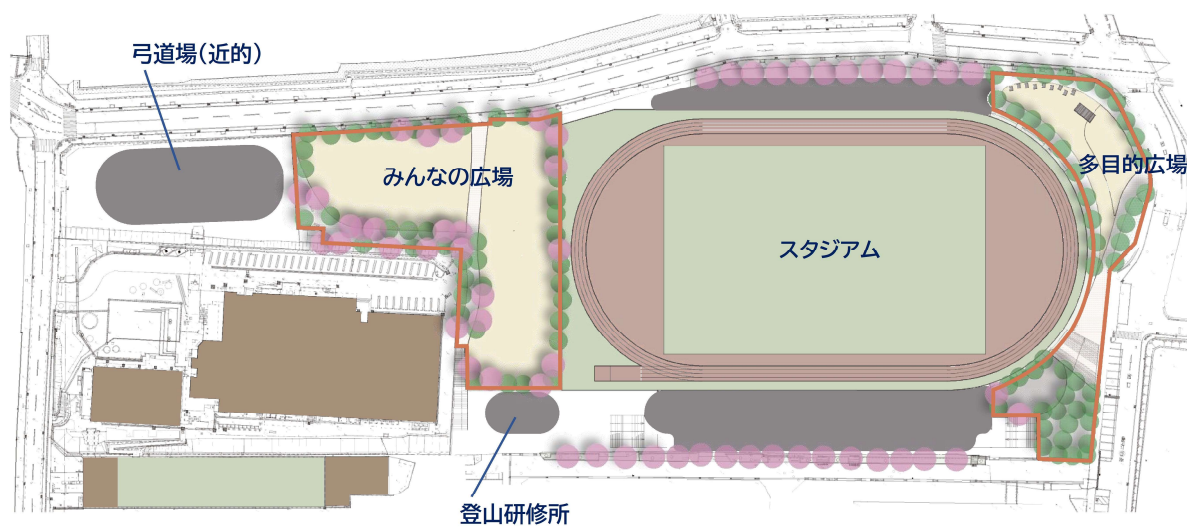 弓道場(近的)
みんなの広場
多目的広場
スタジアム
登山研修所